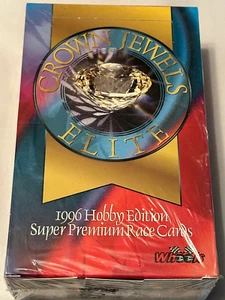 CROWN JEWELS
ELITE
1996 Hobby Edition
Super Premium Race Cards
Wheels